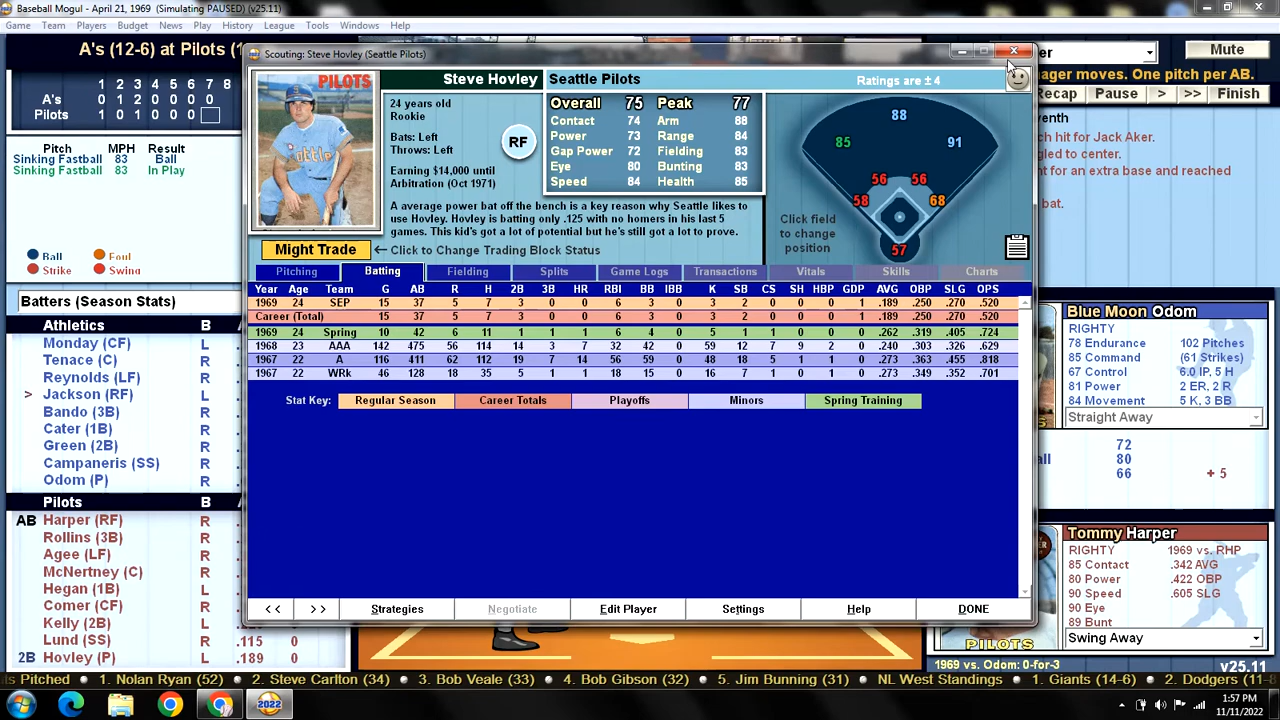 Baseball Mogul - April 21, 1969 (Simulating PAUSED) (v25.11)
Game Team Players Budget News Play History League Tools Windows Help
A's (12-6) at Pilots (1
1 2 3 4 5 6 7 8
A's 0 1 2 0 0 0 0
Pilots 1 0 1 0 0 0
Pitch MPH Result
Sinking Fastball 83 Ball
Sinking Fastball 83 In Play
Ball Foul
Strike Swing
Batters (Season Stats)
Athletics B
Monday (CF) L
Tenace (C) R
Reynolds (LF) R
> Jackson (RF) L
Bando (3B) R
Cater (1B) R
Green (2B) R
Campaneris (SS) R
Odom (P) R
Pilots B
AB Harper (RF) R
Rollins (3B) R
Agee (LF) R
McNertney (C) R
Hegan (1B) L
Comer (CF) R
Kelly (2B) L
Lund (SS) R .115 0
2B Hovley (P) L .189 0
Scouting: Steve Hovley (Seattle Pilots)
PILOTS
Steve Hovley Seattle Pilots Ratings are ± 4
24 years old
Rookie
Bats: Left
Throws: Left
Earning $14,000 until
Arbitration (Oct 1971)
RF
Overall 75 Peak 77
Contact 74 Arm 88
Power 73 Range 84
Gap Power 72 Fielding 83
Eye 80 Bunting 83
Speed 84 Health 85
A average power bat off the bench is a key reason why Seattle likes to
use Hovley. Hovley is batting only .125 with no homers in his last 5
games. This kid's got a lot of potential but he's still got a lot to prove.
88
85 91
56 56
58 68
57
Click field
to change
position
Might Trade ← Click to Change Trading Block Status
Pitching Batting Fielding Splits Game Logs Transactions Vitals Skills Charts
Year Age Team G AB R H 2B 3B HR RBI BB IBB K SB CS SH HBP GDP AVG OBP SLG OPS
1969 24 SEP 15 37 5 7 3 0 0 6 3 0 3 2 0 0 0 1 .189 .250 .270 .520
Career (Total) 15 37 5 7 3 0 0 6 3 0 3 2 0 0 0 1 .189 .250 .270 .520
1969 24 Spring 10 42 6 11 1 1 1 6 4 0 5 1 1 0 0 0 .262 .319 .405 .724
1968 23 AAA 142 475 56 114 14 3 7 32 42 0 59 12 7 9 2 0 .240 .303 .326 .629
1967 22 A 116 411 62 112 19 7 14 56 59 0 48 18 5 1 1 0 .273 .363 .455 .818
1967 22 WRk 46 128 18 35 5 1 1 18 15 0 16 7 1 0 0 0 .273 .349 .352 .701
Stat Key: Regular Season Career Totals Playoffs Minors Spring Training
<< >> Strategies Negotiate Edit Player Settings Help DONE
er Mute
nager moves. One pitch per AB.
Recap Pause > >> Finish
venth
ch hit for Jack Aker.
gled to center.
nt for an extra base and reached
bat.
Blue Moon Odom
RIGHTY
78 Endurance 102 Pitches
85 Command (61 Strikes)
67 Control 6.0 IP, 5 H
81 Power 2 ER, 2 R
84 Movement 5 K, 3 BB
Straight Away
72
all 80
66 + 5
Tommy Harper
RIGHTY 1969 vs. RHP
85 Contact .342 AVG
80 Power .422 OBP
90 Speed .605 SLG
90 Eye
89 Bunt
PILOTS
Swing Away
1969 vs. Odom: 0-for-3 v25.11
s Pitched 1. Nolan Ryan (52) 2. Steve Carlton (34) 3. Bob Veale (33) 4. Bob Gibson (32) 5. Jim Bunning (31) NL West Standings 1. Giants (14-6) 2. Dodgers (11-8
2022
1:57 PM
11/11/2022